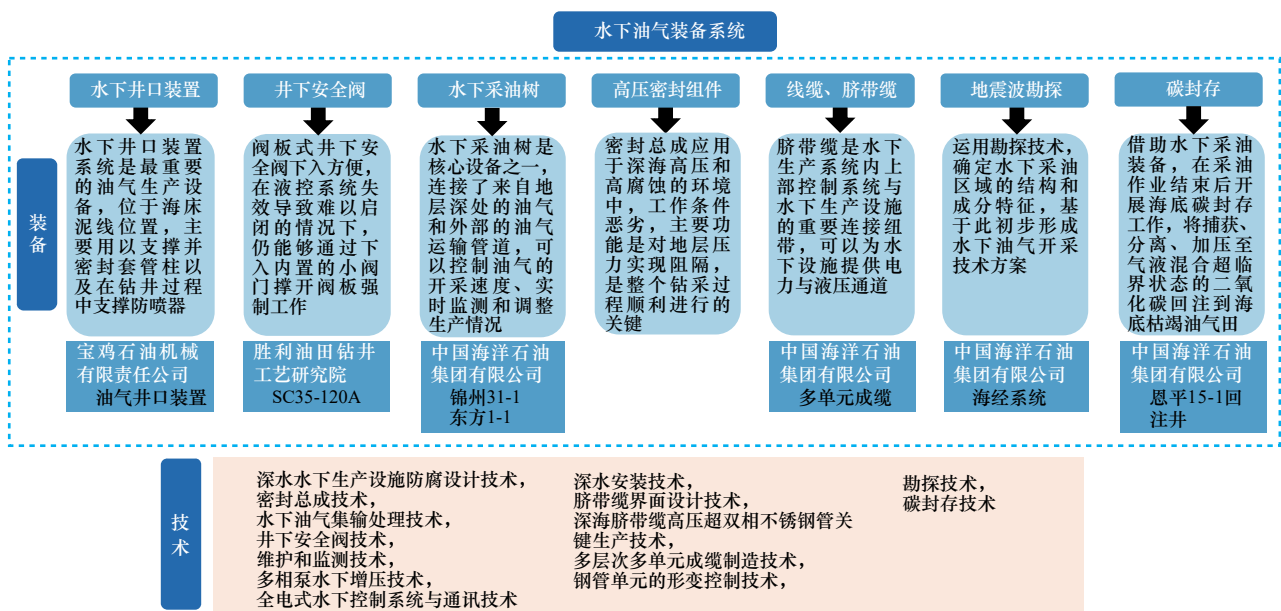 水下油气装备系统
水下井口装置
井下安全阀
水下采油树
高压密封组件
线缆、脐带缆
地震波勘探
碳封存
装备
水下井口装置
系统是最重要
的油气生产设
备，位于海床
泥线位置，主
要用以支撑并
密封套管柱以
及在钻井过程
中支撑防喷器
阀板式井下安
全阀下入方便，
在液控系统失
效导致难以启
闭的情况下，
仍能够通过下
入内置的小阀
门撑开阀板强
制工作
水下采油树是
核心设备之一，
连接了来自地
层深处的油气
和外部的油气
运输管道，可
以控制油气的
开采速度、实
时监测和调整
生产情况
密封总成应用
于深海高压和
高腐蚀的环境
中，工作条件
恶劣，主要功
能是对地层压
力实现阻隔，
是整个钻采过
程顺利进行的
关键
脐带缆是水下
生产系统内上
部控制系统与
水下生产设施
的重要连接纽
带，可以为水
下设施提供电
力与液压通道
运用勘探技术，
确定水下采油
区域的结构和
成分特征，基
于此初步形成
水下油气开采
技术方案
借助水下采油
装备，在采油
作业结束后开
展海底碳封存
工作，将捕获、
分离、加压至
气液混合超临
界状态的二氧
化碳回注到海
底枯竭油气田
宝鸡石油机械
有限责任公司
油气井口装置
胜利油田钻井
工艺研究院
SC35-120A
中国海洋石油
集团有限公司
锦州31-1
东方1-1
中国海洋石油
集团有限公司
多单元成缆
中国海洋石油
集团有限公司
海经系统
中国海洋石油
集团有限公司
恩平15-1回
注井
技术
深水水下生产设施防腐设计技术，
密封总成技术，
水下油气集输处理技术，
井下安全阀技术，
维护和监测技术，
多相泵水下增压技术，
全电式水下控制系统与通讯技术
深水安装技术，
脐带缆界面设计技术，
深海脐带缆高压超双相不锈钢管关
键生产技术，
多层次多单元成缆制造技术，
钢管单元的形变控制技术，
勘探技术，
碳封存技术